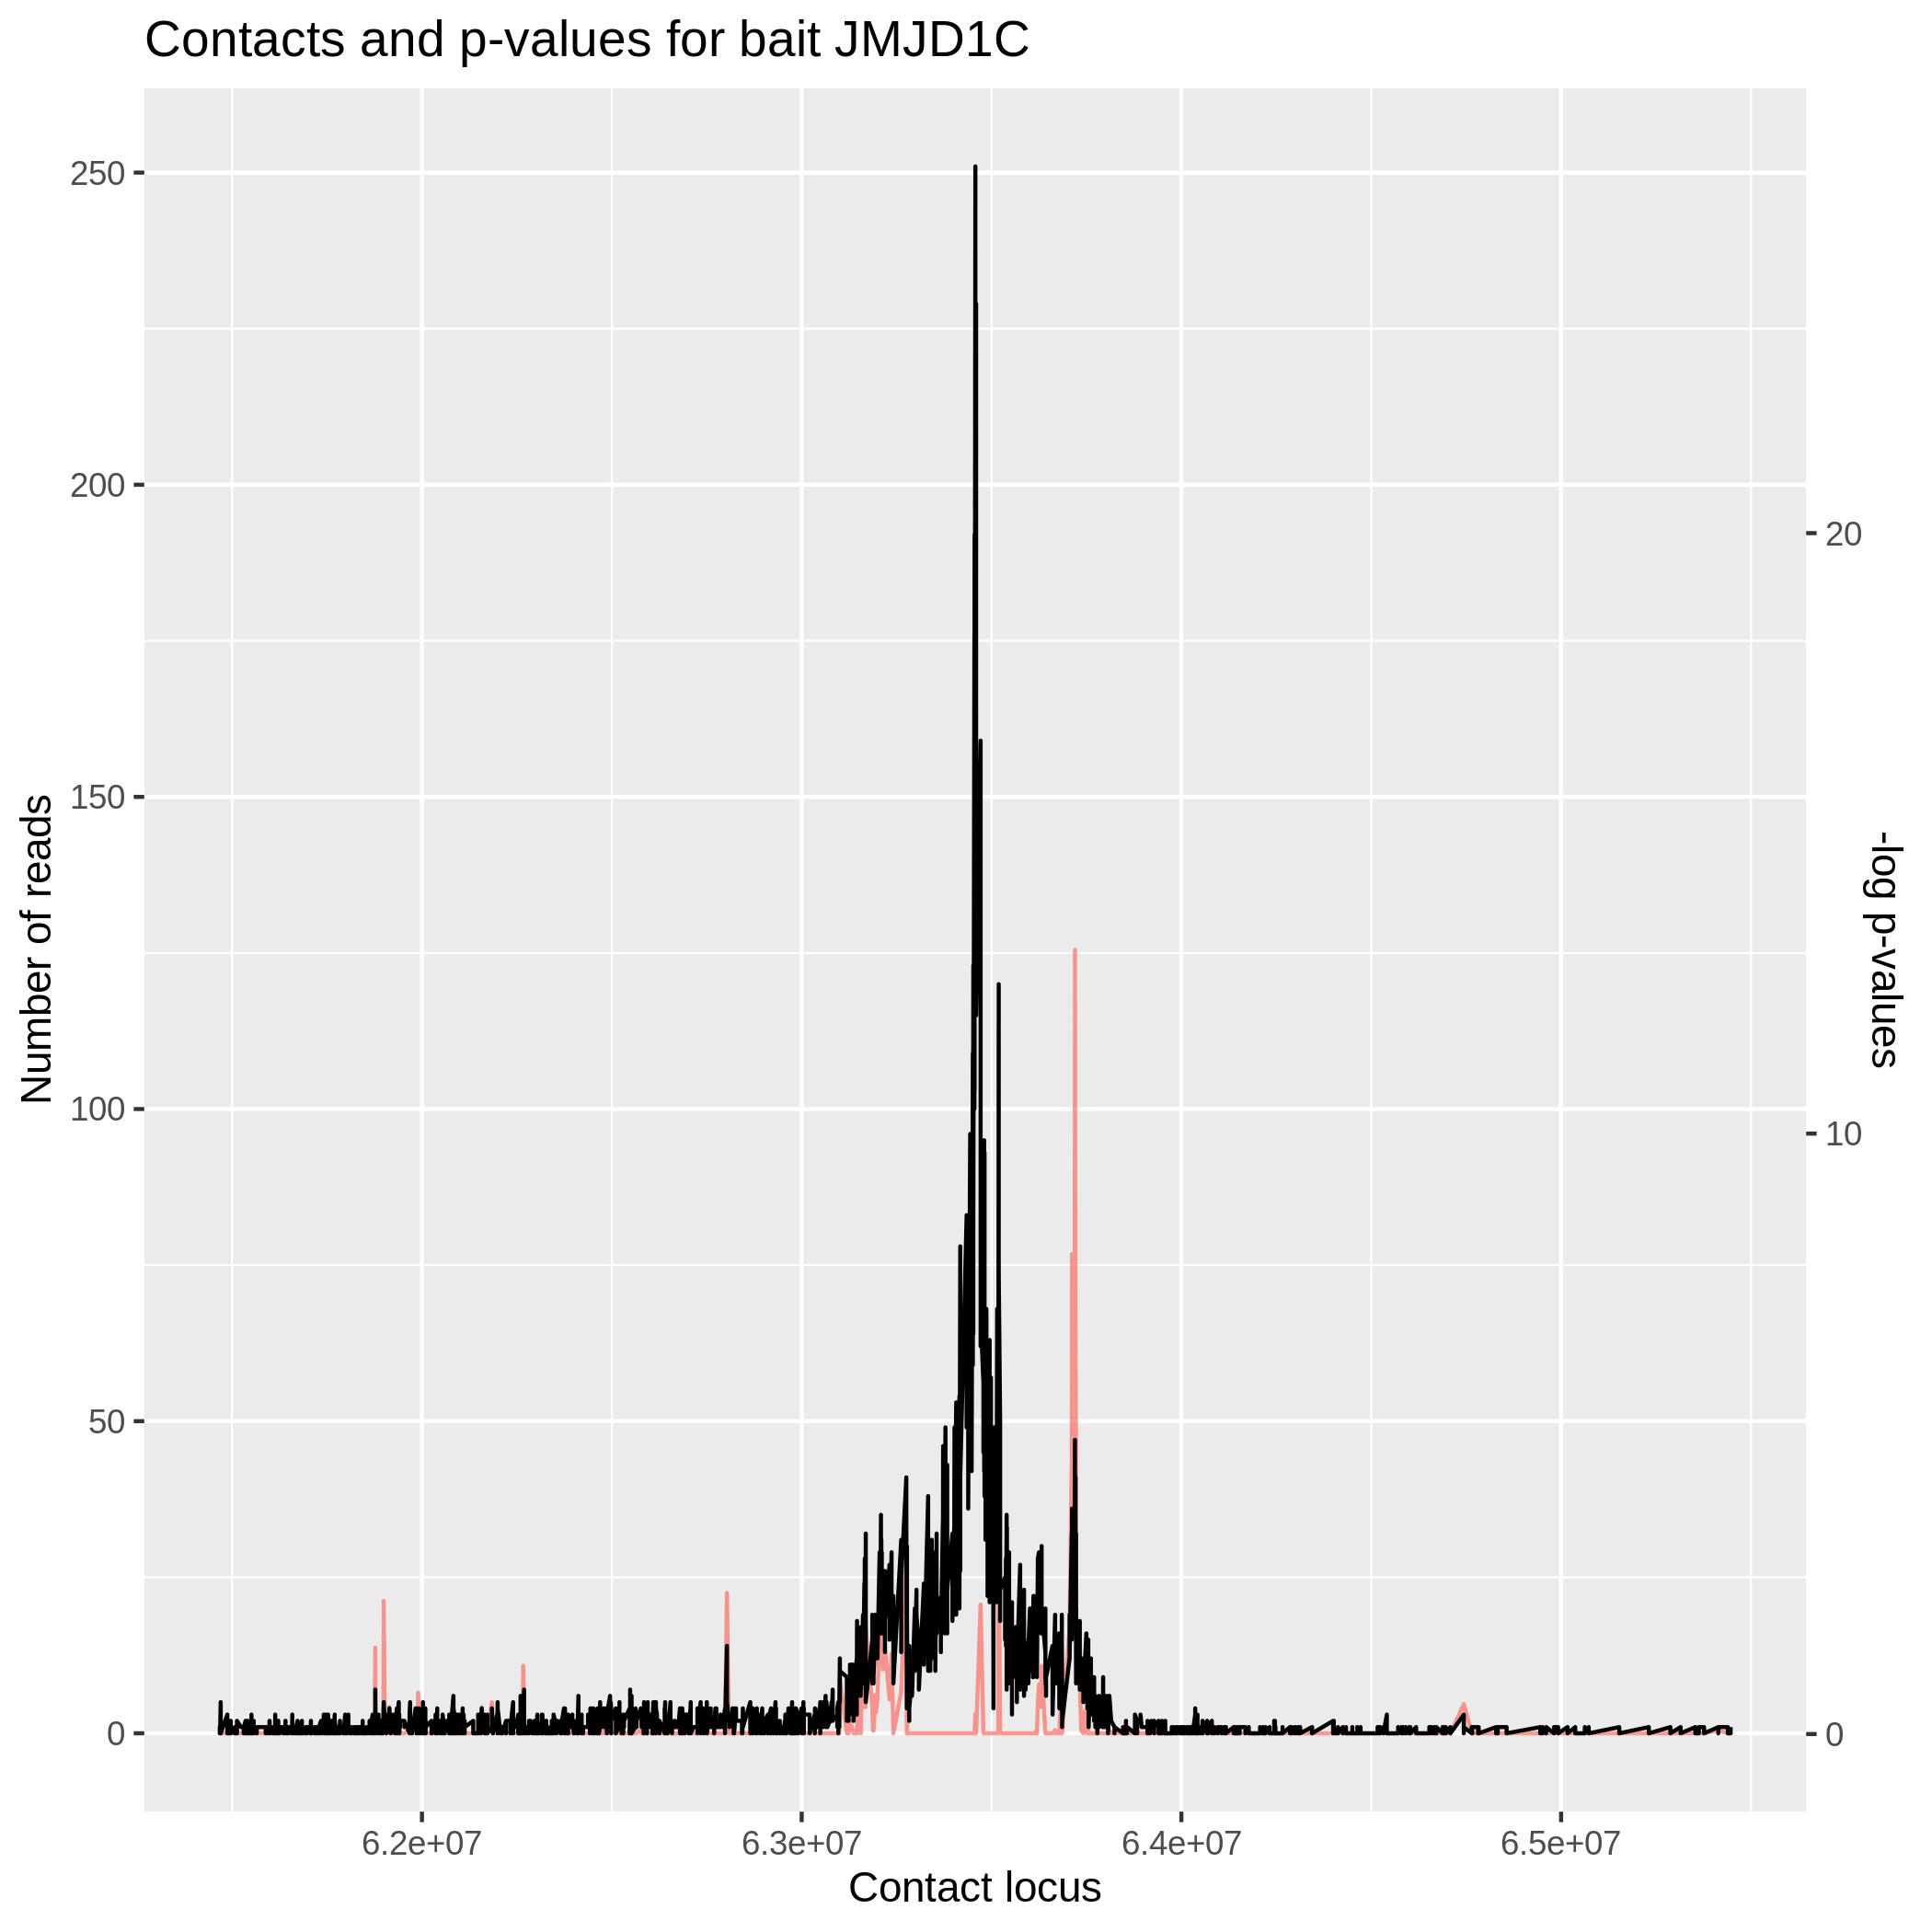 Contacts and p-values for bait JMJD1C
250
200
150
100
50
0
Number of reads
20
10
0
-log p-values
6.2e+07
6.3e+07
6.4e+07
6.5e+07
Contact locus